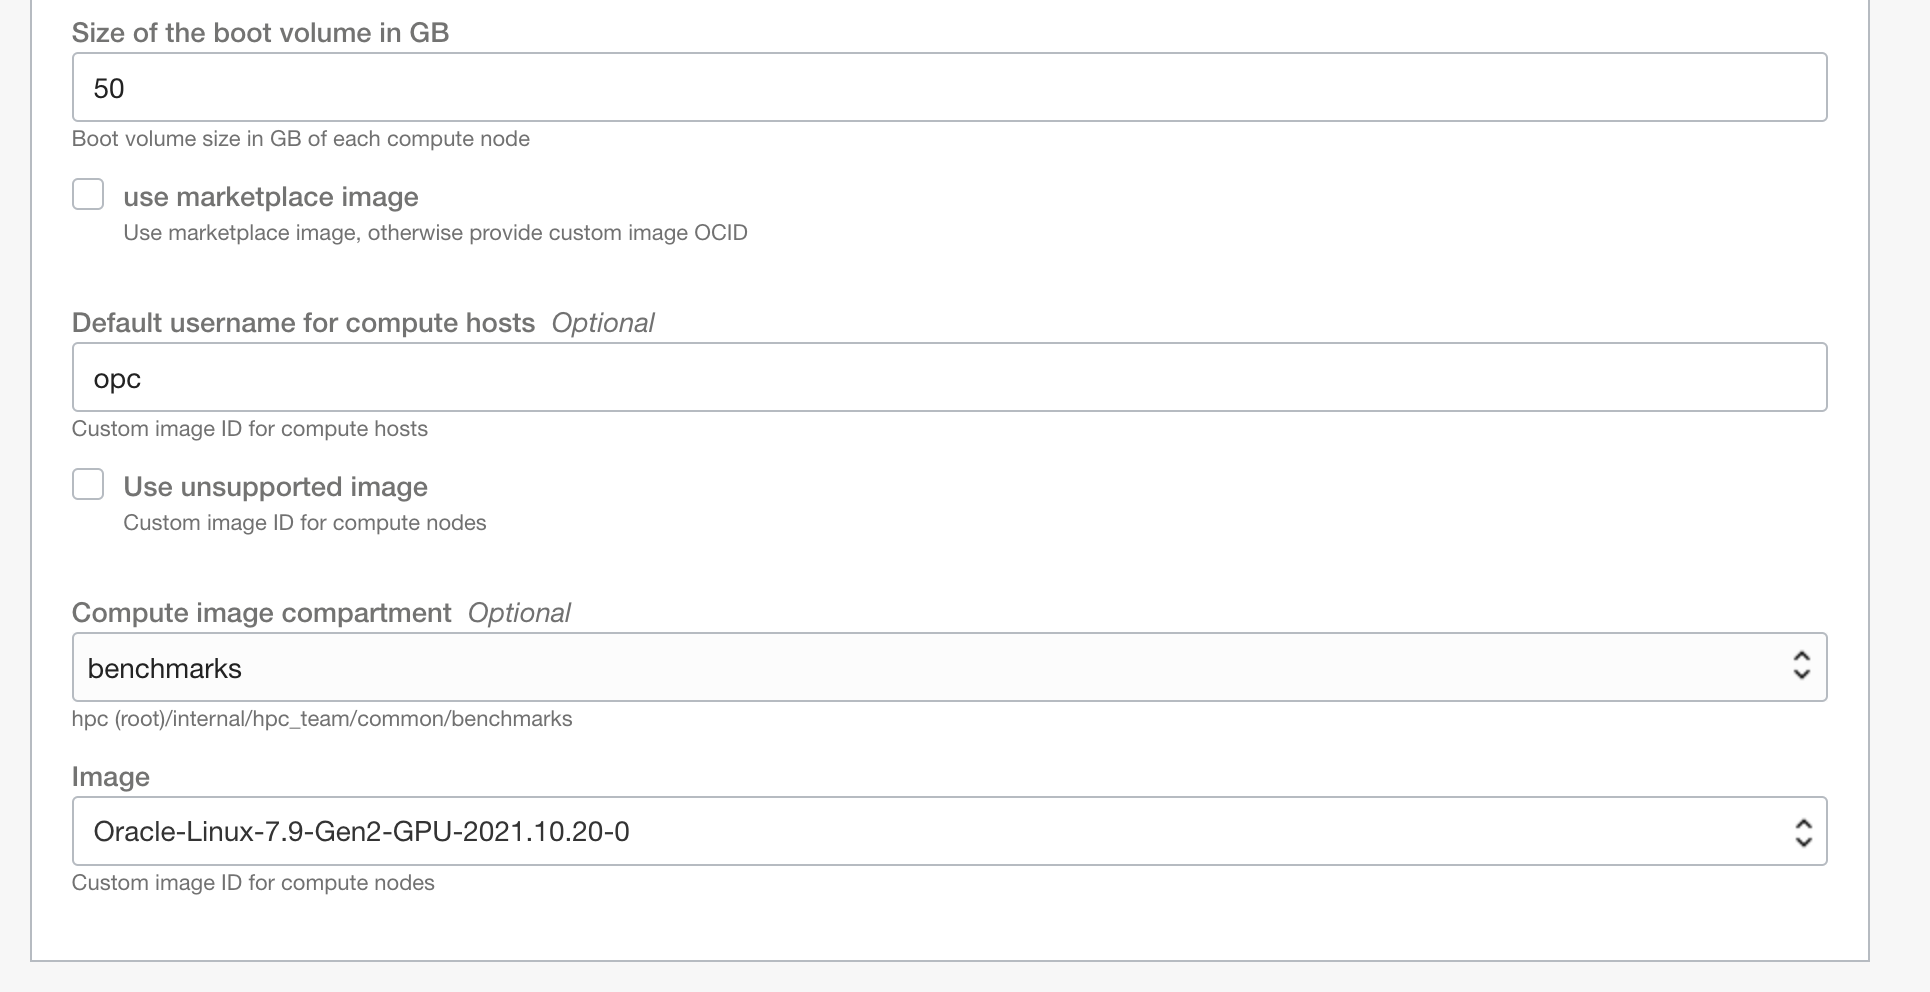 Size of the boot volume in GB
50
Boot volume size in GB of each compute node
use marketplace image
Use marketplace image, otherwise provide custom image OCID
Default username for compute hosts Optional
opc
Custom image ID for compute hosts
Use unsupported image
Custom image ID for compute nodes
Compute image compartment Optional
benchmarks
hpc (root)/internal/hpc_team/common/benchmarks
Image
Oracle-Linux-7.9-Gen2-GPU-2021.10.20-0
Custom image ID for compute nodes